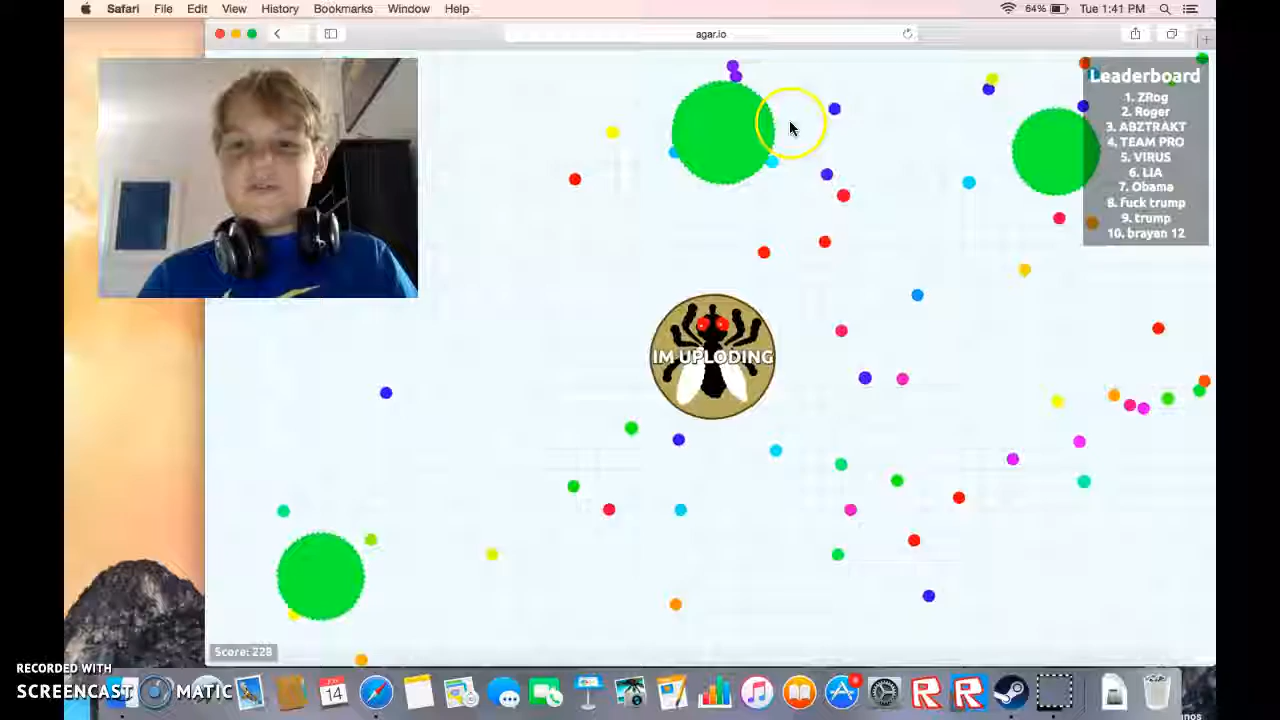 Safari File Edit View History Bookmarks Window Help 64% Tue 1:41 PM
agar.io
Leaderboard
1. ZRog
2. Roger
3. ABZTRAKT
4. TEAM PRO
5. VIRUS
6. LIA
7. Obama
8. fuck trump
9. trump
10. brayan 12
IM UPLODING
Score: 228
RECORDED WITH
SCREENCAST MATIC
14